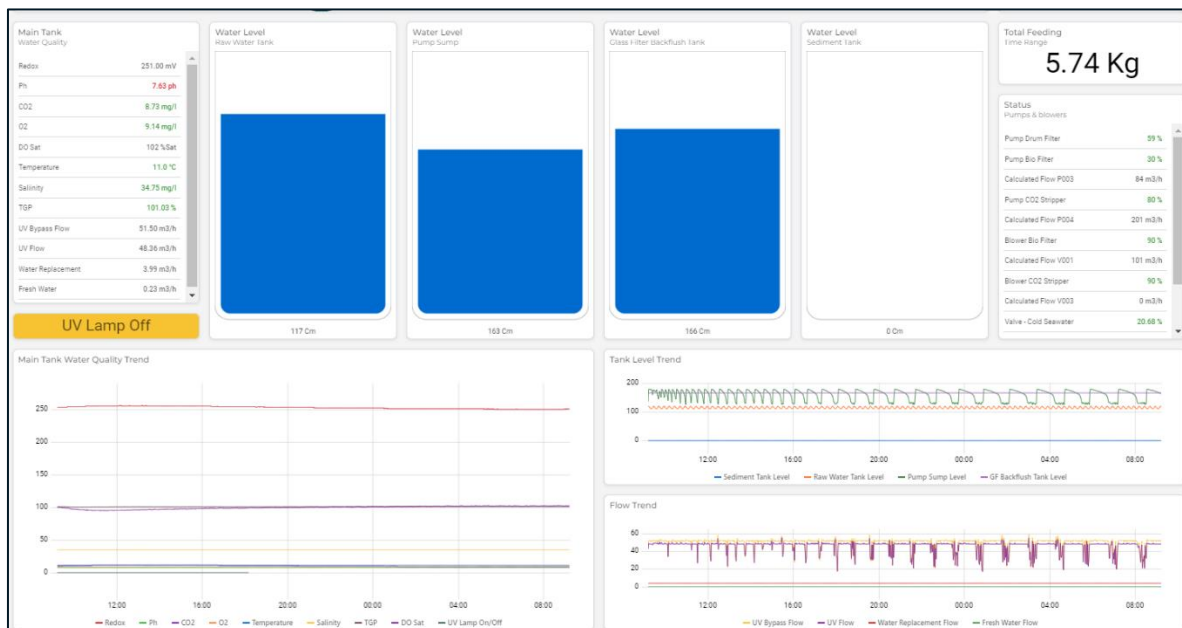 Main Tank
Water Quality
Redox 251.00 mV
Ph 7.63 ph
CO2 8.73 mg/l
O2 9.14 mg/l
DO Sat 102 %Sat
Temperature 11.0 °C
Salinity 34.75 mg/l
TGP 101.03 %
UV Bypass Flow 51.50 m3/h
UV Flow 48.36 m3/h
Water Replacement 3.99 m3/h
Fresh Water 0.23 m3/h
UV Lamp Off
Water Level
Raw Water Tank
117 Cm
Water Level
Pump Sump
163 Cm
Water Level
Glass Filter Backflush Tank
166 Cm
Water Level
Sediment Tank
0 Cm
Total Feeding
Time Range
5.74 Kg
Status
Pumps & blowers
Pump Drum Filter 59 %
Pump Bio Filter 30 %
Calculated Flow P003 84 m3/h
Pump CO2 Stripper 80 %
Calculated Flow P004 201 m3/h
Blower Bio Filter 90 %
Calculated Flow V001 101 m3/h
Blower CO2 Stripper 90 %
Calculated Flow V003 0 m3/h
Valve - Cold Seawater 20.68 %
Main Tank Water Quality Trend
250
200
150
100
50
0
12:00 16:00 20:00 00:00 04:00 08:00
Redox Ph CO2 O2 Temperature Salinity TGP DO Sat UV Lamp On/Off
Tank Level Trend
200
100
0
12:00 16:00 20:00 00:00 04:00 08:00
Sediment Tank Level Raw Water Tank Level Pump Sump Level GF Backflush Tank Level
Flow Trend
60
40
20
0
12:00 16:00 20:00 00:00 04:00 08:00
UV Bypass Flow UV Flow Water Replacement Flow Fresh Water Flow